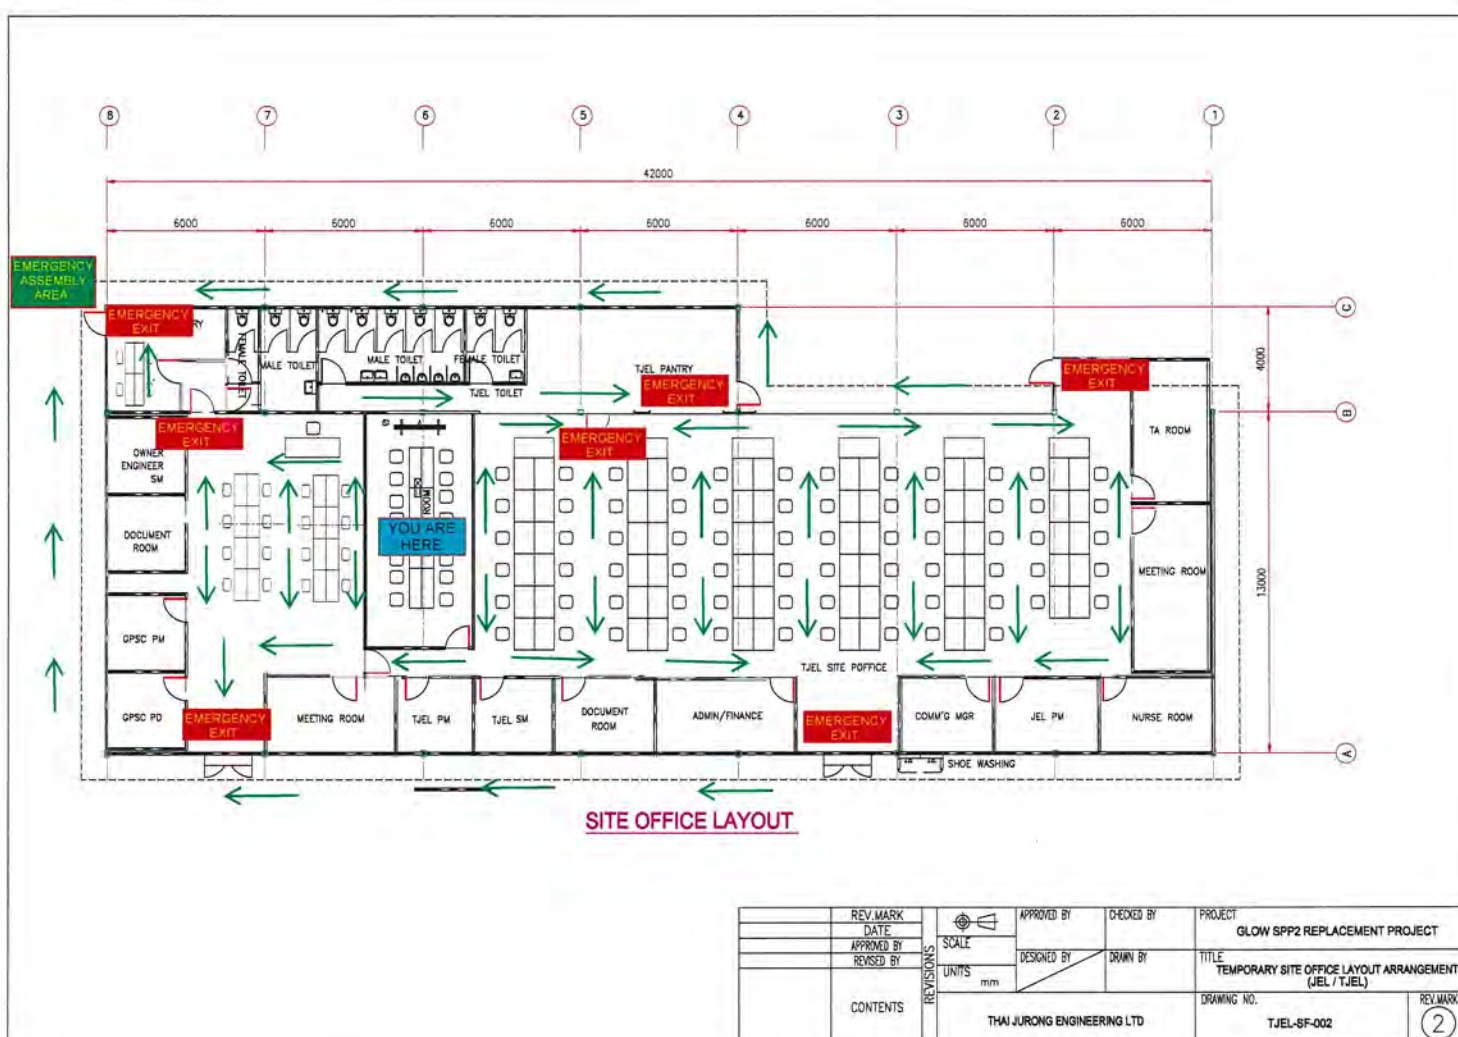 8
7
6
5
4
3
2
1
42000
6000
6000
6000
6000
6000
6000
6000
EMERGENCY
ASSEMBLY
AREA
EMERGENCY
EXIT
C
FEMALE TOILET
MALE TOILET
MALE TOILET
FEMALE TOILET
TJEL TOILET
TJEL PANTRY
EMERGENCY
EXIT
EMERGENCY
EXIT
4000
B
EMERGENCY
EXIT
EMERGENCY
EXIT
TA ROOM
OWNER
ENGINEER
SM
ROOM
DOCUMENT
ROOM
YOU ARE
HERE
MEETING ROOM
13000
GPSC PM
TJEL SITE POFFICE
GPSC PD
EMERGENCY
EXIT
MEETING ROOM
TJEL PM
TJEL SM
DOCUMENT
ROOM
ADMIN/FINANCE
EMERGENCY
EXIT
COMM'G MGR
JEL PM
NURSE ROOM
A
SHOE WASHING
SITE OFFICE LAYOUT
REV.MARK
DATE
APPROVED BY
REVISED BY
CONTENTS
REVISIONS
SCALE
UNITS
mm
APPROVED BY
CHECKED BY
DESIGNED BY
DRAWN BY
PROJECT
GLOW SPP2 REPLACEMENT PROJECT
TITLE
TEMPORARY SITE OFFICE LAYOUT ARRANGEMENT
(JEL / TJEL)
THAI JURONG ENGINEERING LTD
DRAWING NO.
TJEL-SF-002
REV.MARK
2